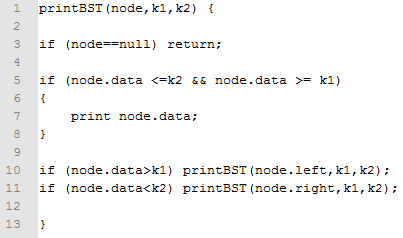 1 printBST(node,k1,k2) {
2
3 if (node==null) return;
4
5 if (node.data <=k2 && node.data >= k1)
6 {
7     print node.data;
8 }
9
10 if (node.data>k1) printBST(node.left,k1,k2);
11 if (node.data<k2) printBST(node.right,k1,k2);
12
13 }